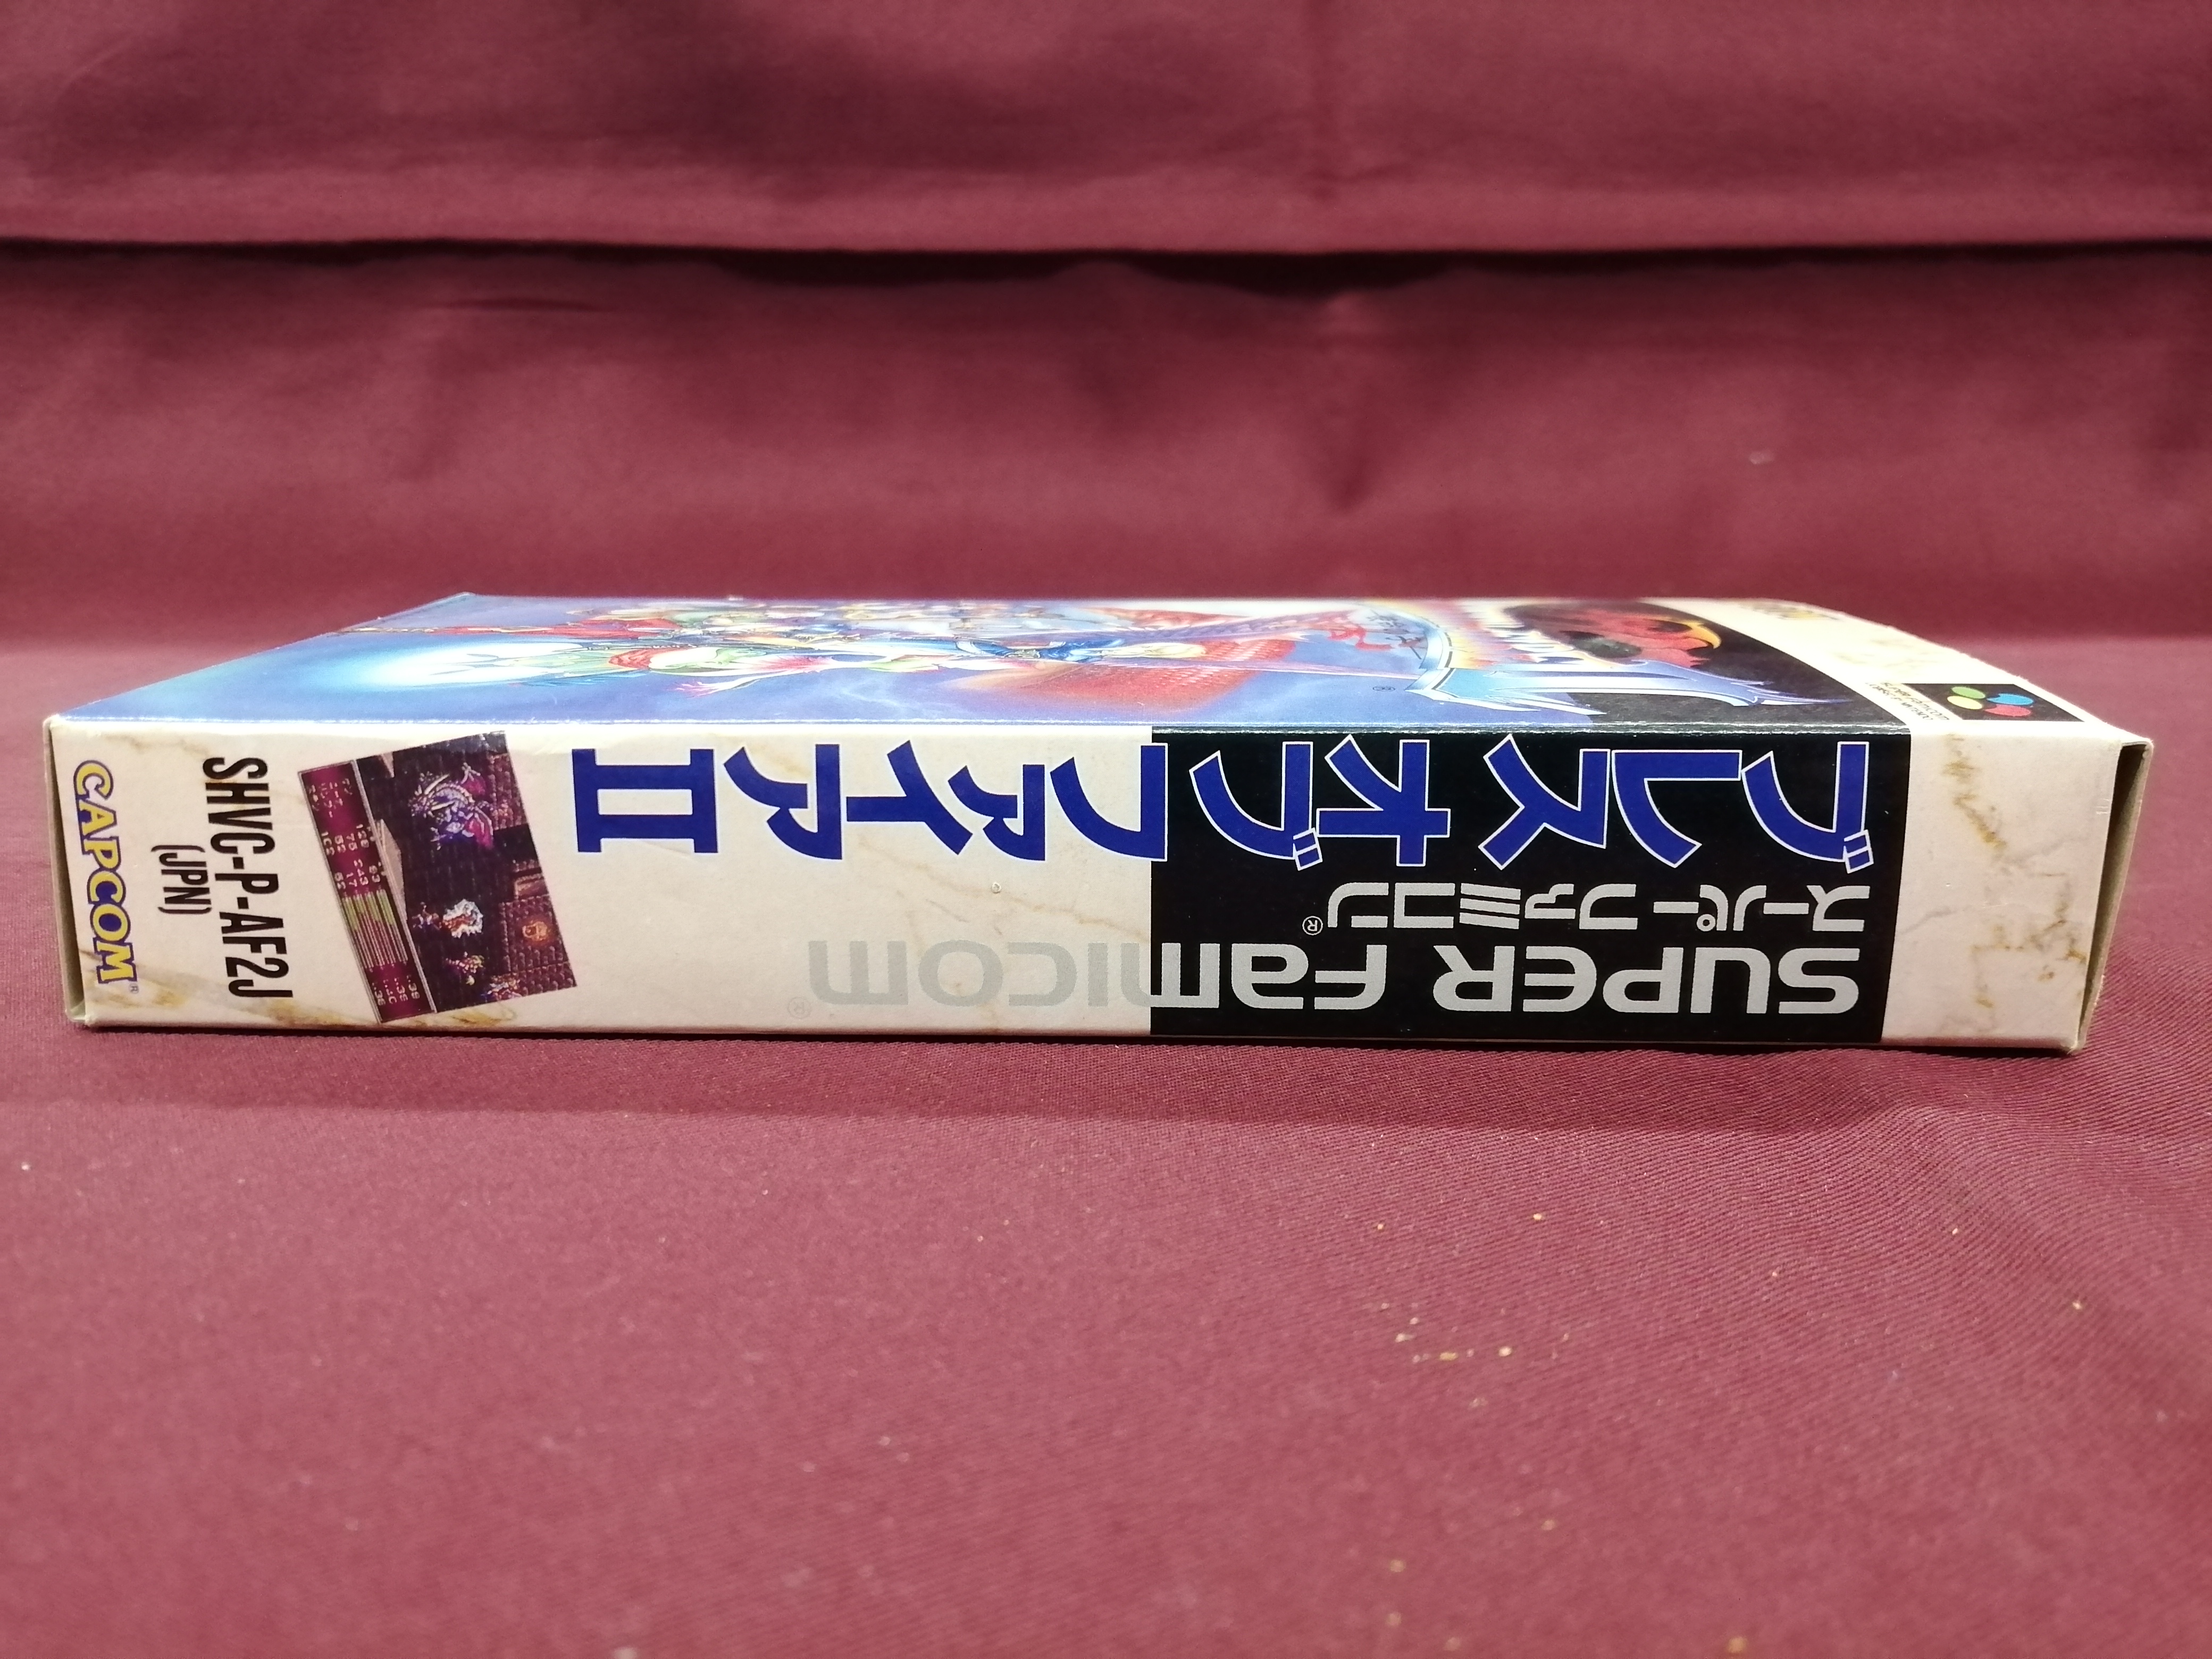 SUPER FAMICOM®
スーパーファミコン®
ブレス オブ ファイアII
SHVC-P-AF2J
(JPN)
CAPCOM®